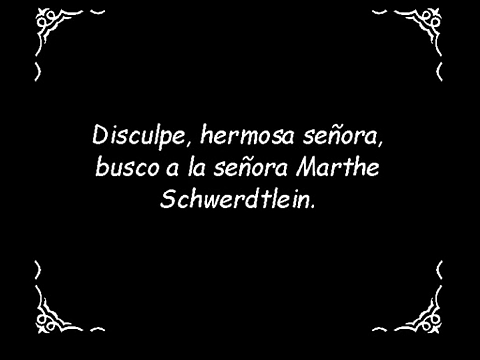 Disculpe, hermosa señora,
busco a la señora Marthe
Schwerdtlein.